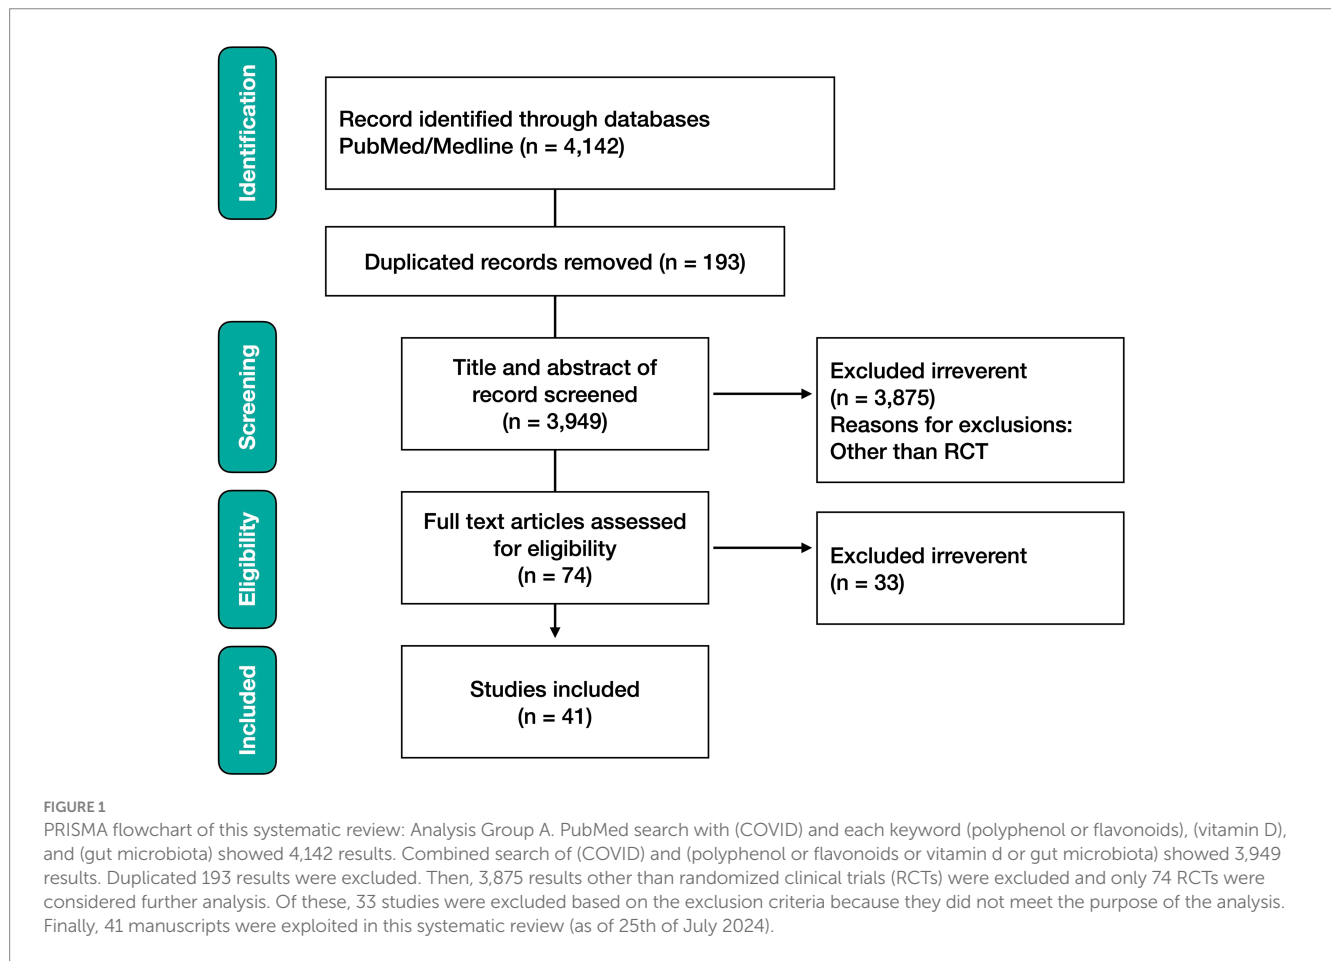 Identification
Record identified through databases
PubMed/Medline (n = 4,142)
Duplicated records removed (n = 193)
Screening
Title and abstract of
record screened
(n = 3,949)
Excluded irreverent
(n = 3,875)
Reasons for exclusions:
Other than RCT
Eligibility
Full text articles assessed
for eligibility
(n = 74)
Excluded irreverent
(n = 33)
Included
Studies included
(n = 41)
FIGURE 1
PRISMA flowchart of this systematic review: Analysis Group A. PubMed search with (COVID) and each keyword (polyphenol or flavonoids), (vitamin D),
and (gut microbiota) showed 4,142 results. Combined search of (COVID) and (polyphenol or flavonoids or vitamin d or gut microbiota) showed 3,949
results. Duplicated 193 results were excluded. Then, 3,875 results other than randomized clinical trials (RCTs) were excluded and only 74 RCTs were
considered further analysis. Of these, 33 studies were excluded based on the exclusion criteria because they did not meet the purpose of the analysis.
Finally, 41 manuscripts were exploited in this systematic review (as of 25th of July 2024).